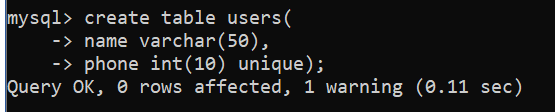 mysql> create table users(
    -> name varchar(50),
    -> phone int(10) unique);
Query OK, 0 rows affected, 1 warning (0.11 sec)